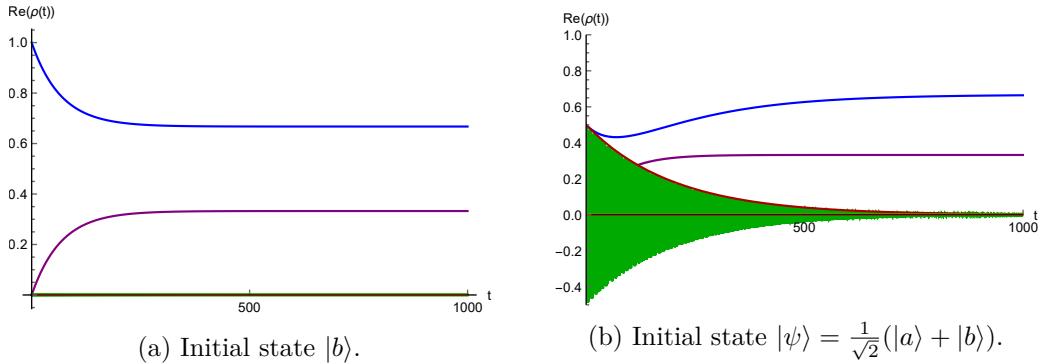 Re(ρ(t))
1.0
0.8
0.6
0.4
0.2
500
1000
t
(a) Initial state |b⟩.
Re(ρ(t))
1.0
0.8
0.6
0.4
0.2
0.0
-0.2
-0.4
500
1000
t
(b) Initial state |ψ⟩ = 1/√2(|a⟩ + |b⟩).